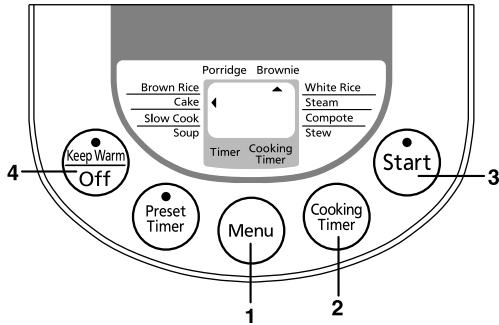 Porridge Brownie
Brown Rice White Rice
Cake Steam
Slow Cook Compote
Soup Stew
Timer Cooking
Timer
Keep Warm
Off
4
Start
3
Preset
Timer
Menu
Cooking
Timer
1
2